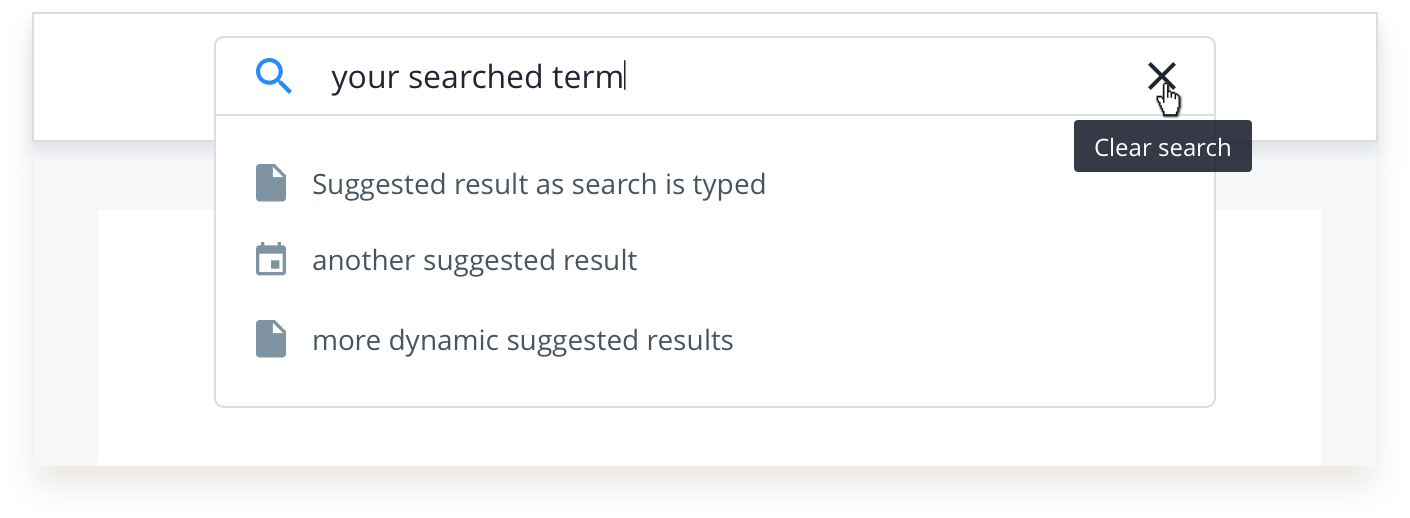 your searched term
Clear search
Suggested result as search is typed
another suggested result
more dynamic suggested results